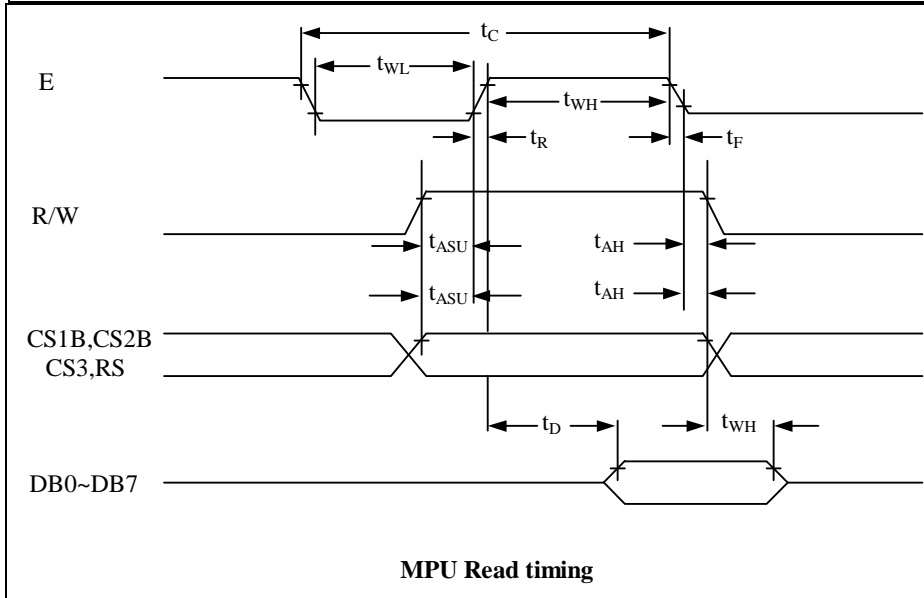 tC
tWL
E
tWH
tR
tF
R/W
tASU
tAH
tASU
tAH
CS1B,CS2B
CS3,RS
tD
tWH
DB0~DB7
MPU Read timing